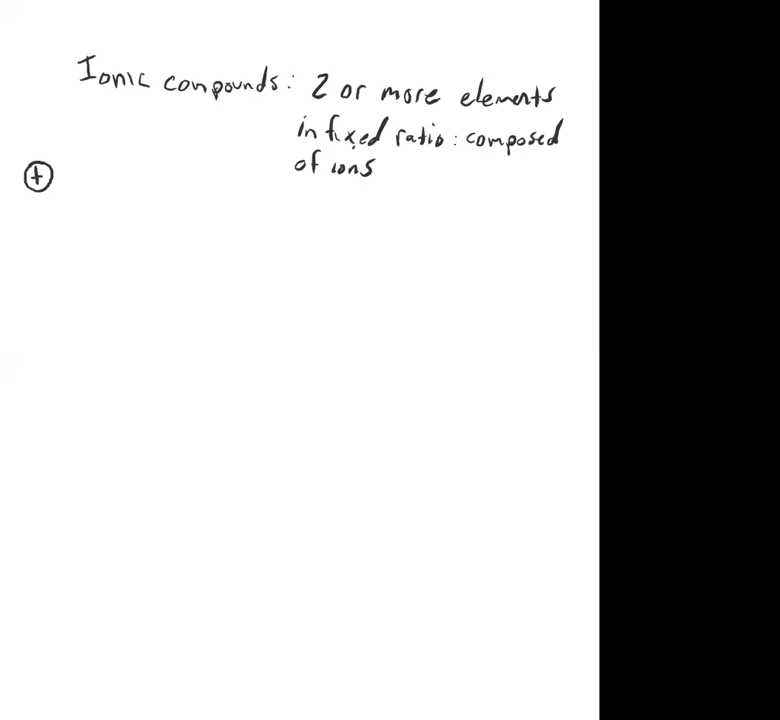 Ionic compounds: 2 or more elements
in fixed ratio: composed
of ions
+